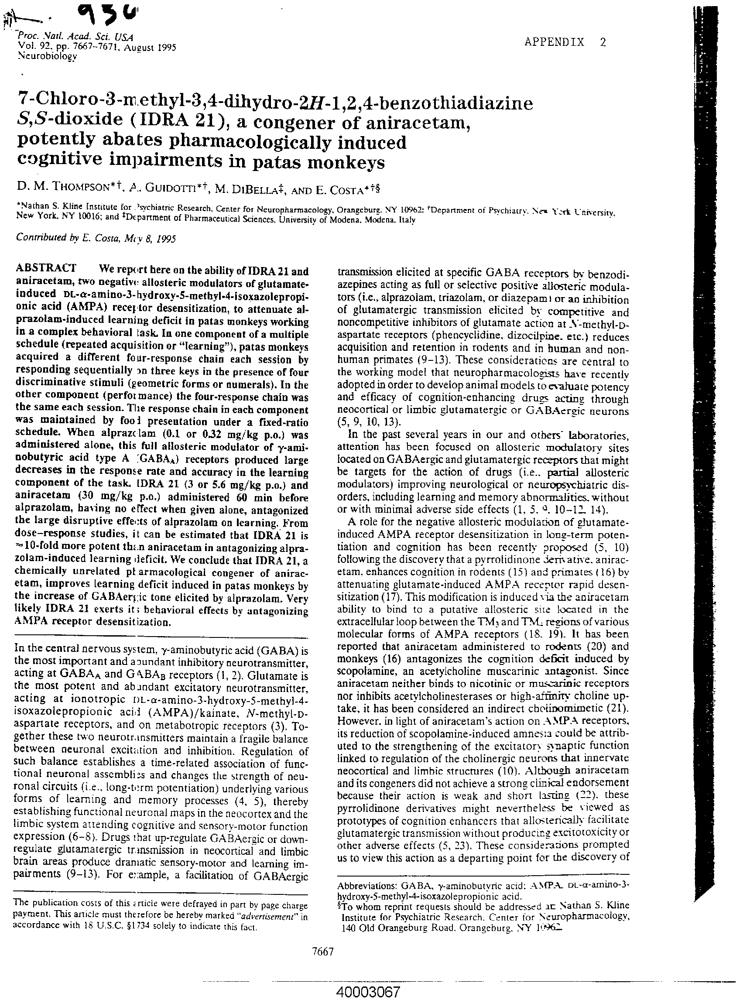 930
Proc. Natl. Acad. Sci. USA
Vol. 92, pp. 7667–7671, August 1995
Neurobiology
APPENDIX 2
7-Chloro-3-methyl-3,4-dihydro-2H-1,2,4-benzothiadiazine
S,S-dioxide (IDRA 21), a congener of aniracetam,
potently abates pharmacologically induced
cognitive impairments in patas monkeys
D. M. THOMPSON*†, A. GUIDOTTI*†, M. DIBELLA‡, AND E. COSTA*†§
*Nathan S. Kline Institute for Psychiatric Research, Center for Neuropharmacology, Orangeburg, NY 10962; †Department of Psychiatry, New York University,
New York, NY 10016; and ‡Department of Pharmaceutical Sciences, University of Modena, Modena, Italy
Contributed by E. Costa, May 8, 1995
ABSTRACT We report here on the ability of IDRA 21 and
aniracetam, two negative allosteric modulators of glutamate-
induced DL-α-amino-3-hydroxy-5-methyl-4-isoxazolepropi-
onic acid (AMPA) receptor desensitization, to attenuate al-
prazolam-induced learning deficit in patas monkeys working
in a complex behavioral task. In one component of a multiple
schedule (repeated acquisition or "learning"), patas monkeys
acquired a different four-response chain each session by
responding sequentially on three keys in the presence of four
discriminative stimuli (geometric forms or numerals). In the
other component (performance) the four-response chain was
the same each session. The response chain in each component
was maintained by food presentation under a fixed-ratio
schedule. When alprazolam (0.1 or 0.32 mg/kg p.o.) was
administered alone, this full allosteric modulator of γ-ami-
nobutyric acid type A (GABAA) receptors produced large
decreases in the response rate and accuracy in the learning
component of the task. IDRA 21 (3 or 5.6 mg/kg p.o.) and
aniracetam (30 mg/kg p.o.) administered 60 min before
alprazolam, having no effect when given alone, antagonized
the large disruptive effects of alprazolam on learning. From
dose–response studies, it can be estimated that IDRA 21 is
≈10-fold more potent than aniracetam in antagonizing alpra-
zolam-induced learning deficit. We conclude that IDRA 21, a
chemically unrelated pharmacological congener of anirac-
etam, improves learning deficit induced in patas monkeys by
the increase of GABAergic tone elicited by alprazolam. Very
likely IDRA 21 exerts its behavioral effects by antagonizing
AMPA receptor desensitization.
In the central nervous system, γ-aminobutyric acid (GABA) is
the most important and abundant inhibitory neurotransmitter,
acting at GABAA and GABAB receptors (1, 2). Glutamate is
the most potent and abundant excitatory neurotransmitter,
acting at ionotropic DL-α-amino-3-hydroxy-5-methyl-4-
isoxazolepropionic acid (AMPA)/kainate, N-methyl-D-
aspartate receptors, and on metabotropic receptors (3). To-
gether these two neurotransmitters maintain a fragile balance
between neuronal excitation and inhibition. Regulation of
such balance establishes a time-related association of func-
tional neuronal assemblies and changes the strength of neu-
ronal circuits (i.e., long-term potentiation) underlying various
forms of learning and memory processes (4, 5), thereby
establishing functional neuronal maps in the neocortex and the
limbic system attending cognitive and sensory-motor function
expression (6–8). Drugs that up-regulate GABAergic or down-
regulate glutamatergic transmission in neocortical and limbic
brain areas produce dramatic sensory-motor and learning im-
pairments (9–13). For example, a facilitation of GABAergic
The publication costs of this article were defrayed in part by page charge
payment. This article must therefore be hereby marked "advertisement" in
accordance with 18 U.S.C. §1734 solely to indicate this fact.
transmission elicited at specific GABA receptors by benzodi-
azepines acting as full or selective positive allosteric modula-
tors (i.e., alprazolam, triazolam, or diazepam) or an inhibition
of glutamatergic transmission elicited by competitive and
noncompetitive inhibitors of glutamate action at N-methyl-D-
aspartate receptors (phencyclidine, dizocilpine, etc.) reduces
acquisition and retention in rodents and in human and non-
human primates (9–13). These considerations are central to
the working model that neuropharmacologists have recently
adopted in order to develop animal models to evaluate potency
and efficacy of cognition-enhancing drugs acting through
neocortical or limbic glutamatergic or GABAergic neurons
(5, 9, 10, 13).
In the past several years in our and others' laboratories,
attention has been focused on allosteric modulatory sites
located on GABAergic and glutamatergic receptors that might
be targets for the action of drugs (i.e., partial allosteric
modulators) improving neurological or neuropsychiatric dis-
orders, including learning and memory abnormalities, without
or with minimal adverse side effects (1, 5, 9, 10–12, 14).
A role for the negative allosteric modulation of glutamate-
induced AMPA receptor desensitization in long-term poten-
tiation and cognition has been recently proposed (5, 10)
following the discovery that a pyrrolidinone derivative, anirac-
etam, enhances cognition in rodents (15) and primates (16) by
attenuating glutamate-induced AMPA receptor rapid desen-
sitization (17). This modification is induced via the aniracetam
ability to bind to a putative allosteric site located in the
extracellular loop between the TM3 and TM4 regions of various
molecular forms of AMPA receptors (18, 19). It has been
reported that aniracetam administered to rodents (20) and
monkeys (16) antagonizes the cognition deficit induced by
scopolamine, an acetylcholine muscarinic antagonist. Since
aniracetam neither binds to nicotinic or muscarinic receptors
nor inhibits acetylcholinesterases or high-affinity choline up-
take, it has been considered an indirect cholinomimetic (21).
However, in light of aniracetam's action on AMPA receptors,
its reduction of scopolamine-induced amnesia could be attrib-
uted to the strengthening of the excitatory synaptic function
linked to regulation of the cholinergic neurons that innervate
neocortical and limbic structures (10). Although aniracetam
and its congeners did not achieve a strong clinical endorsement
because their action is weak and short lasting (22), these
pyrrolidinone derivatives might nevertheless be viewed as
prototypes of cognition enhancers that allosterically facilitate
glutamatergic transmission without producing excitotoxicity or
other adverse effects (5, 23). These considerations prompted
us to view this action as a departing point for the discovery of
Abbreviations: GABA, γ-aminobutyric acid; AMPA, DL-α-amino-3-
hydroxy-5-methyl-4-isoxazolepropionic acid.
§To whom reprint requests should be addressed at: Nathan S. Kline
Institute for Psychiatric Research, Center for Neuropharmacology,
140 Old Orangeburg Road, Orangeburg, NY 10962.
7667
40003067